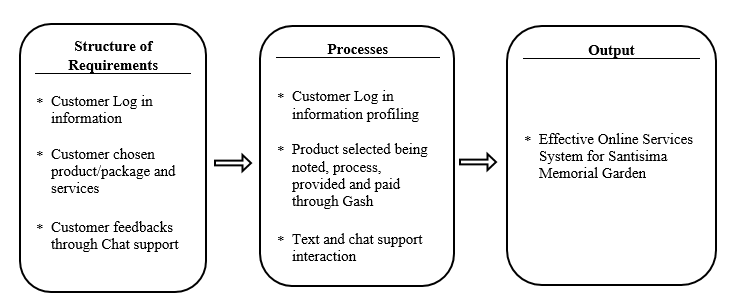 Structure of
Requirements
* Customer Log in
information
* Customer chosen
product/package and
services
* Customer feedbacks
through Chat support
Processes
* Customer Log in
information profiling
* Product selected being
noted, process,
provided and paid
through Gash
* Text and chat support
interaction
Output
* Effective Online Services
System for Santisima
Memorial Garden